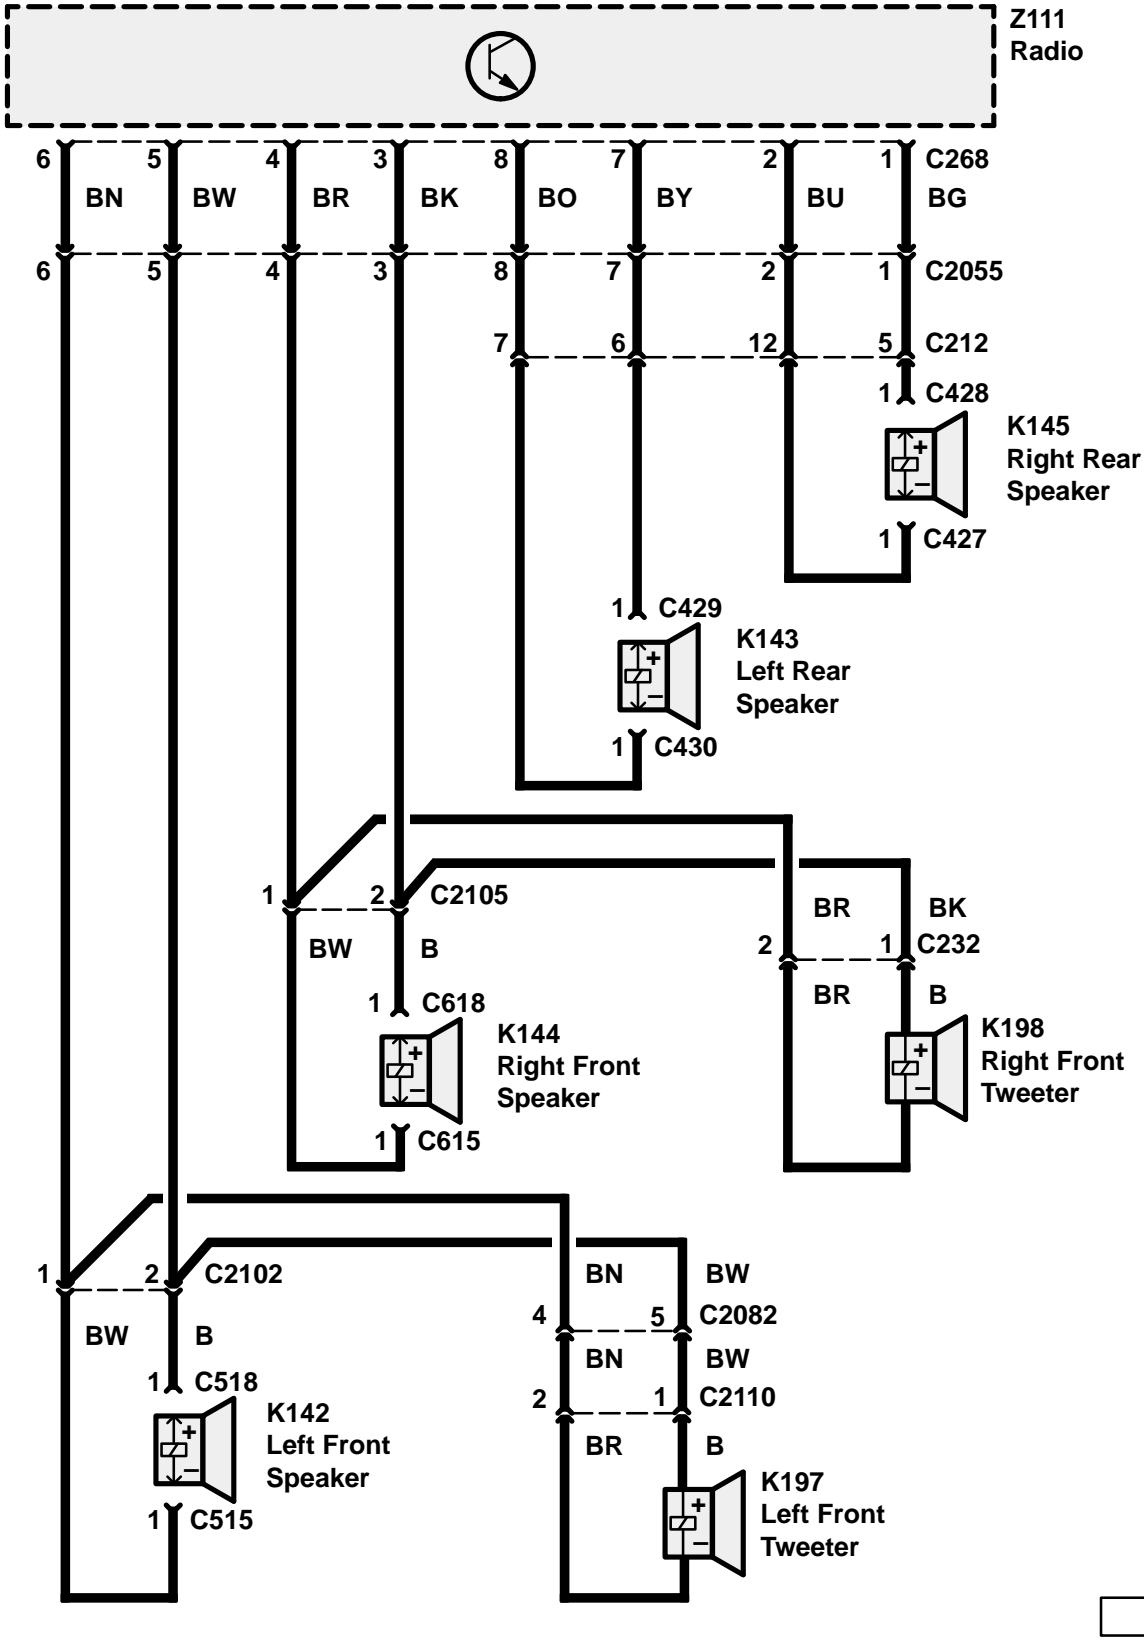 Z111
Radio
6 5 4 3 8 7 2 1 C268
BN BW BR BK BO BY BU BG
6 5 4 3 8 7 2 1 C2055
7 6 12 5 C212
1 C428
+
−
K145
Right Rear
Speaker
1 C427
1 C429
+
−
K143
Left Rear
Speaker
1 C430
1 2 C2105
BR BK
BW B
2 1 C232
BR B
1 C618
+
−
K144
Right Front
Speaker
+
−
K198
Right Front
Tweeter
1 C615
1 2 C2102
BN BW
4 5 C2082
BW B
BN BW
1 C518
2 1 C2110
+
−
K142
Left Front
Speaker
BR B
+
−
K197
Left Front
Tweeter
1 C515